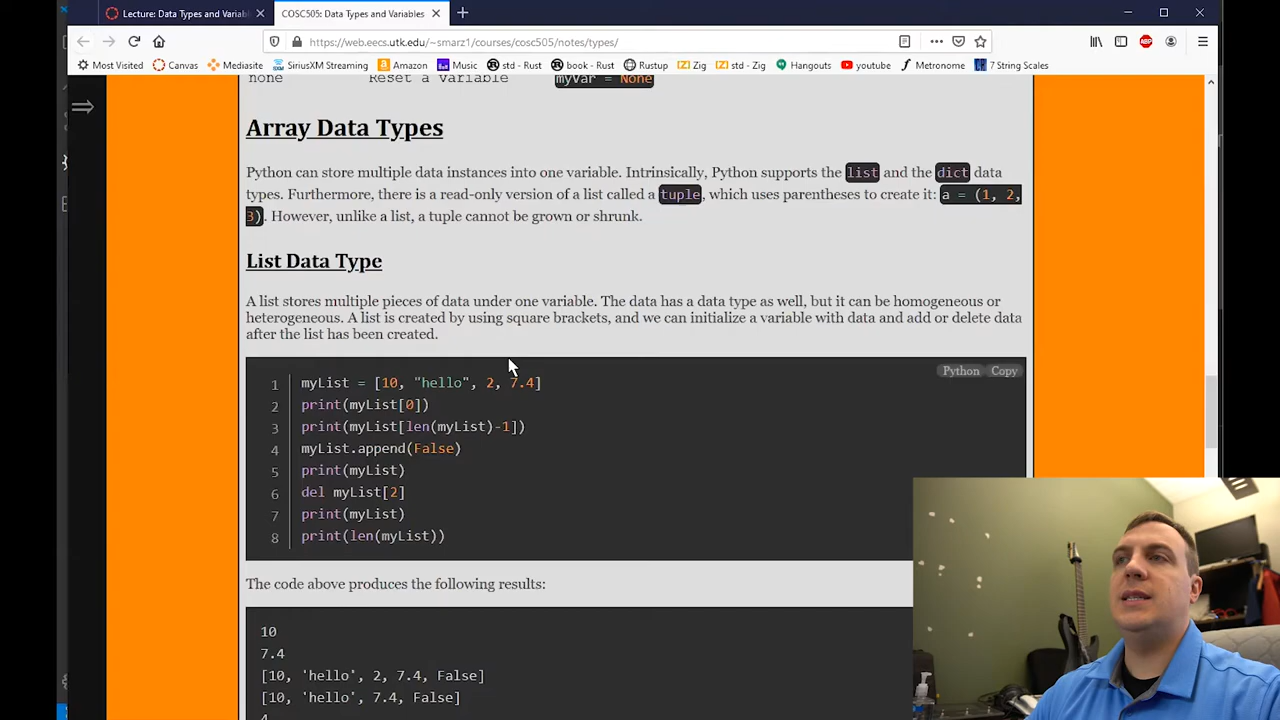 Lecture: Data Types and Variab
COSC505: Data Types and Variables
https://web.eecs.utk.edu/~smarz1/courses/cosc505/notes/types/
Most Visited Canvas Mediasite SiriusXM Streaming Amazon Music std - Rust book - Rust Rustup Zig std - Zig Hangouts youtube Metronome 7 String Scales
none Reset a variable myVar = None
Array Data Types
Python can store multiple data instances into one variable. Intrinsically, Python supports the list and the dict data
types. Furthermore, there is a read-only version of a list called a tuple, which uses parentheses to create it: a = (1, 2,
3). However, unlike a list, a tuple cannot be grown or shrunk.
List Data Type
A list stores multiple pieces of data under one variable. The data has a data type as well, but it can be homogeneous or
heterogeneous. A list is created by using square brackets, and we can initialize a variable with data and add or delete data
after the list has been created.
Python Copy
1 myList = [10, "hello", 2, 7.4]
2 print(myList[0])
3 print(myList[len(myList)-1])
4 myList.append(False)
5 print(myList)
6 del myList[2]
7 print(myList)
8 print(len(myList))
The code above produces the following results:
10
7.4
[10, 'hello', 2, 7.4, False]
[10, 'hello', 7.4, False]
4